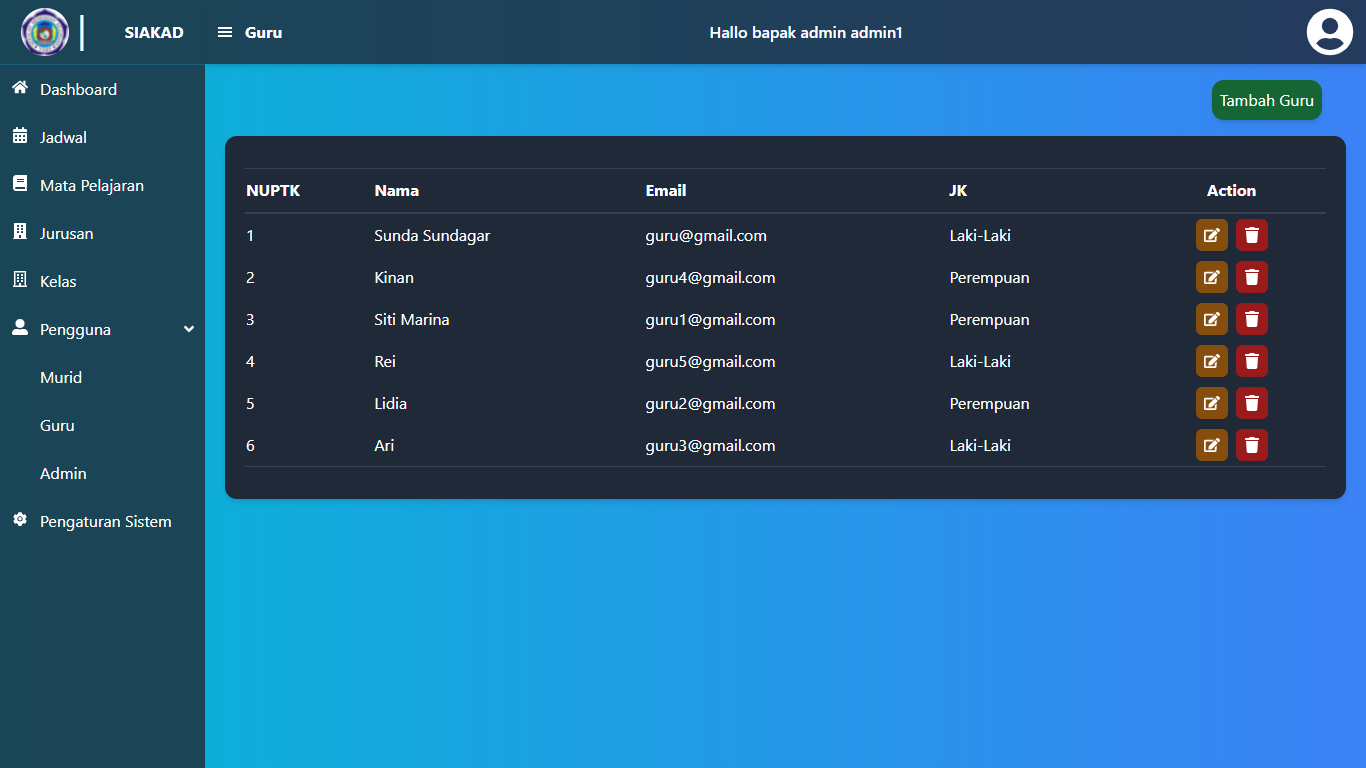 SIAKAD
Guru
Hallo bapak admin admin1
Dashboard
Jadwal
Mata Pelajaran
Jurusan
Kelas
Pengguna
Murid
Guru
Admin
Pengaturan Sistem
Tambah Guru
NUPTK Nama Email JK Action
1 Sunda Sundagar guru@gmail.com Laki-Laki
2 Kinan guru4@gmail.com Perempuan
3 Siti Marina guru1@gmail.com Perempuan
4 Rei guru5@gmail.com Laki-Laki
5 Lidia guru2@gmail.com Perempuan
6 Ari guru3@gmail.com Laki-Laki